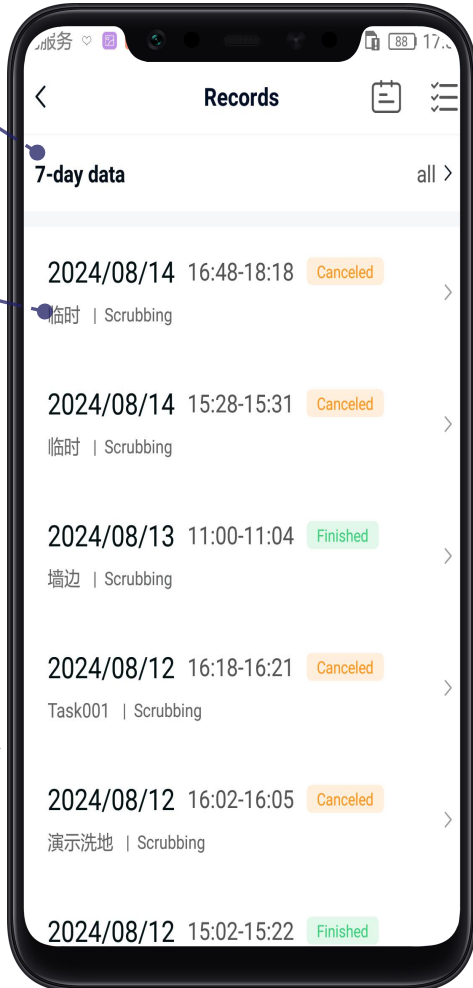 服务 88 17:
Records
7-day data all >
2024/08/14 16:48-18:18 Canceled
临时 | Scrubbing
2024/08/14 15:28-15:31 Canceled
临时 | Scrubbing
2024/08/13 11:00-11:04 Finished
墙边 | Scrubbing
2024/08/12 16:18-16:21 Canceled
Task001 | Scrubbing
2024/08/12 16:02-16:05 Canceled
演示洗地 | Scrubbing
2024/08/12 15:02-15:22 Finished